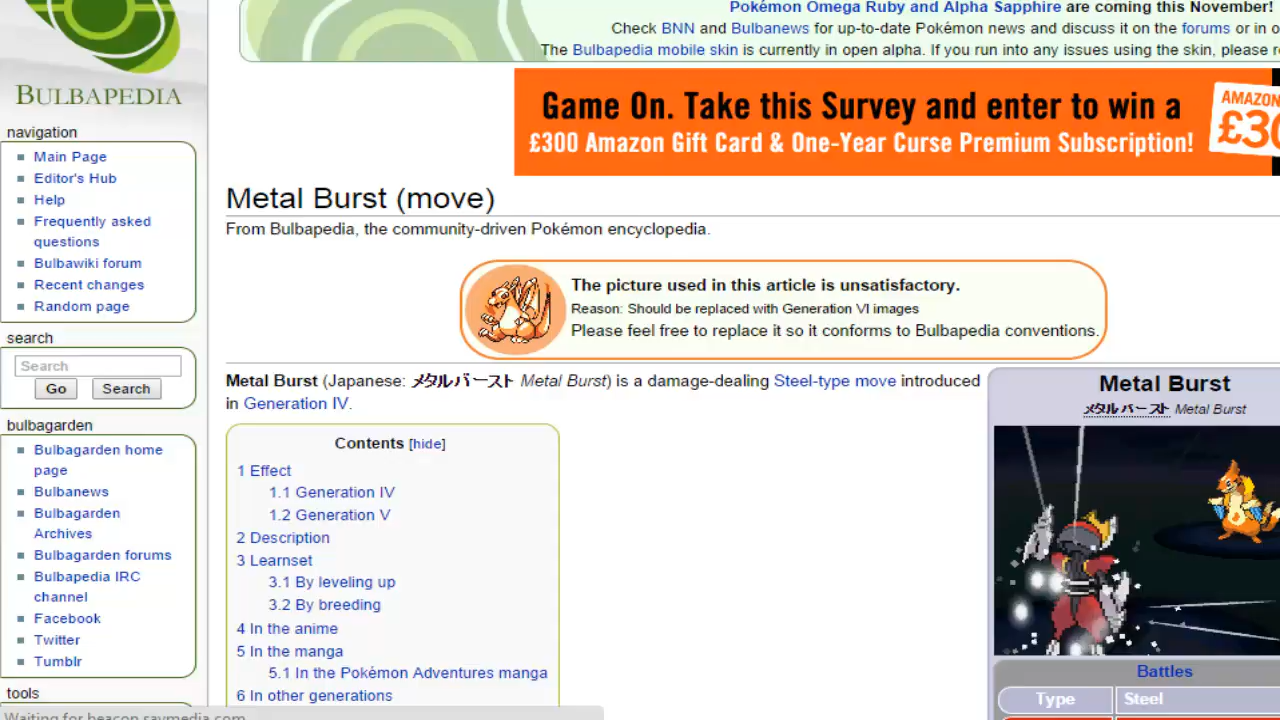 Pokémon Omega Ruby and Alpha Sapphire are coming this November!
Check BNN and Bulbanews for up-to-date Pokémon news and discuss it on the forums or in o
The Bulbapedia mobile skin is currently in open alpha. If you run into any issues using the skin, please r
BULBAPEDIA
Game On. Take this Survey and enter to win a
£300 Amazon Gift Card & One-Year Curse Premium Subscription!
AMAZON
£30
navigation
Main Page
Editor's Hub
Help
Frequently asked
questions
Bulbawiki forum
Recent changes
Random page
search
Search
Go Search
bulbagarden
Bulbagarden home
page
Bulbanews
Bulbagarden
Archives
Bulbagarden forums
Bulbapedia IRC
channel
Facebook
Twitter
Tumblr
tools
Metal Burst (move)
From Bulbapedia, the community-driven Pokémon encyclopedia.
The picture used in this article is unsatisfactory.
Reason: Should be replaced with Generation VI images
Please feel free to replace it so it conforms to Bulbapedia conventions.
Metal Burst (Japanese: メタルバースト Metal Burst) is a damage-dealing Steel-type move introduced
in Generation IV.
Contents [hide]
1 Effect
1.1 Generation IV
1.2 Generation V
2 Description
3 Learnset
3.1 By leveling up
3.2 By breeding
4 In the anime
5 In the manga
5.1 In the Pokémon Adventures manga
6 In other generations
Metal Burst
メタルバースト Metal Burst
Battles
Type Steel
Waiting for beacon.saymedia.com